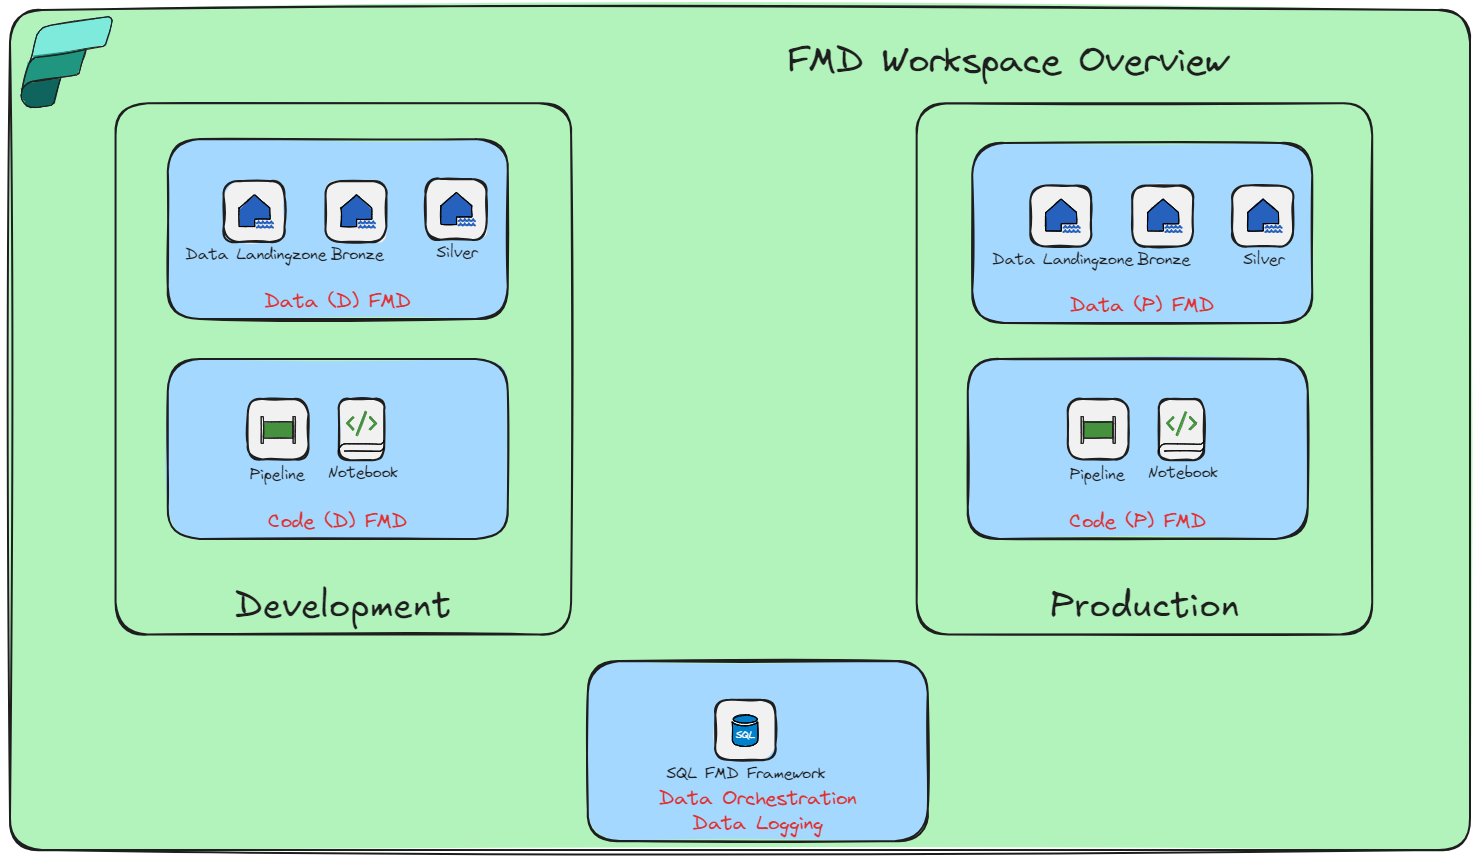 FMD Workspace Overview
Data Landingzone
Bronze
Silver
Data (D) FMD
Pipeline
Notebook
Code (D) FMD
Development
Data Landingzone
Bronze
Silver
Data (P) FMD
Pipeline
Notebook
Code (P) FMD
Production
SQL
SQL FMD Framework
Data Orchestration
Data Logging